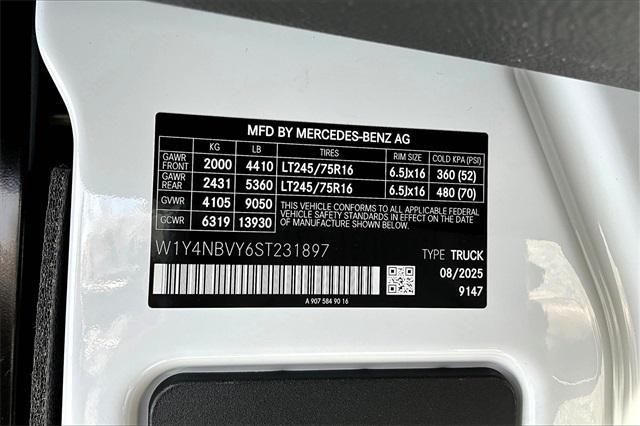 MFD BY MERCEDES-BENZ AG
KG LB TIRES RIM SIZE COLD KPA (PSI)
GAWR FRONT 2000 4410 LT245/75R16 6.5Jx16 360 (52)
GAWR REAR 2431 5360 LT245/75R16 6.5Jx16 480 (70)
GVWR 4105 9050 THIS VEHICLE CONFORMS TO ALL APPLICABLE FEDERAL MOTOR
GCWR 6319 13930 VEHICLE SAFETY STANDARDS IN EFFECT ON THE DATE OF
MANUFACTURE SHOWN BELOW.
W1Y4NBVY6ST231897
TYPE TRUCK
08/2025
9147
A 907 584 90 16